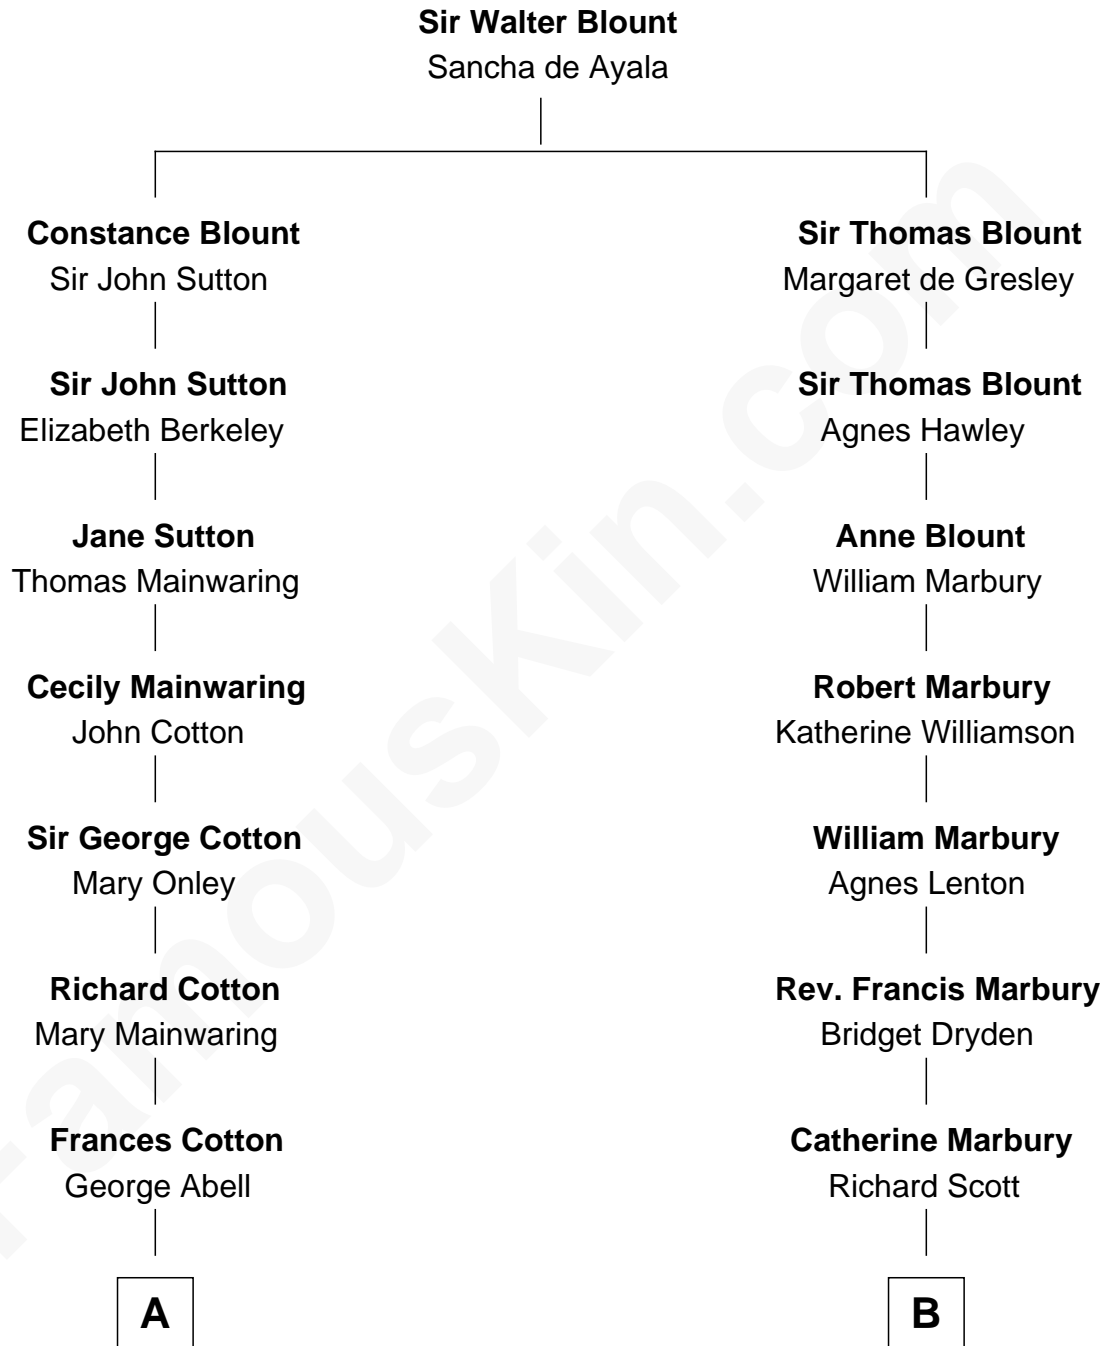 Sir Walter Blount
Sancha de Ayala
Constance Blount
Sir John Sutton
Sir Thomas Blount
Margaret de Gresley
Sir John Sutton
Elizabeth Berkeley
Sir Thomas Blount
Agnes Hawley
Jane Sutton
Thomas Mainwaring
Anne Blount
William Marbury
Cecily Mainwaring
John Cotton
Robert Marbury
Katherine Williamson
Sir George Cotton
Mary Onley
William Marbury
Agnes Lenton
Richard Cotton
Mary Mainwaring
Rev. Francis Marbury
Bridget Dryden
Frances Cotton
George Abell
Catherine Marbury
Richard Scott
A
B
FamousKin.com